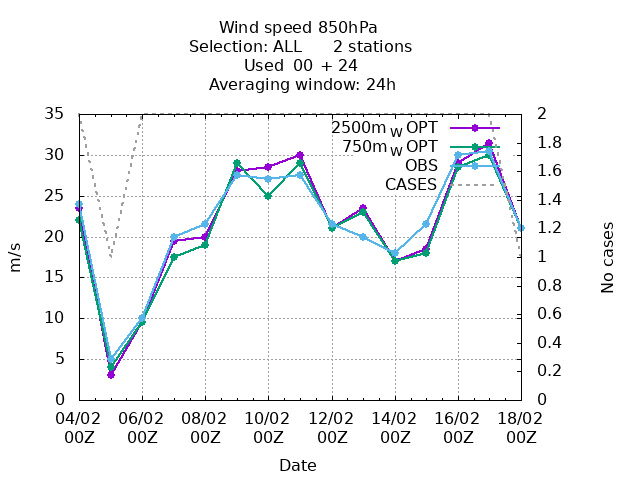 Wind speed 850hPa
Selection: ALL 2 stations
Used 00 + 24
Averaging window: 24h
2500m W OPT
750m W OPT
OBS
CASES
35
30
25
20
15
10
5
0
m/s
2
1.8
1.6
1.4
1.2
1
0.8
0.6
0.4
0.2
0
No cases
04/02 06/02 08/02 10/02 12/02 14/02 16/02 18/02
00Z 00Z 00Z 00Z 00Z 00Z 00Z 00Z
Date